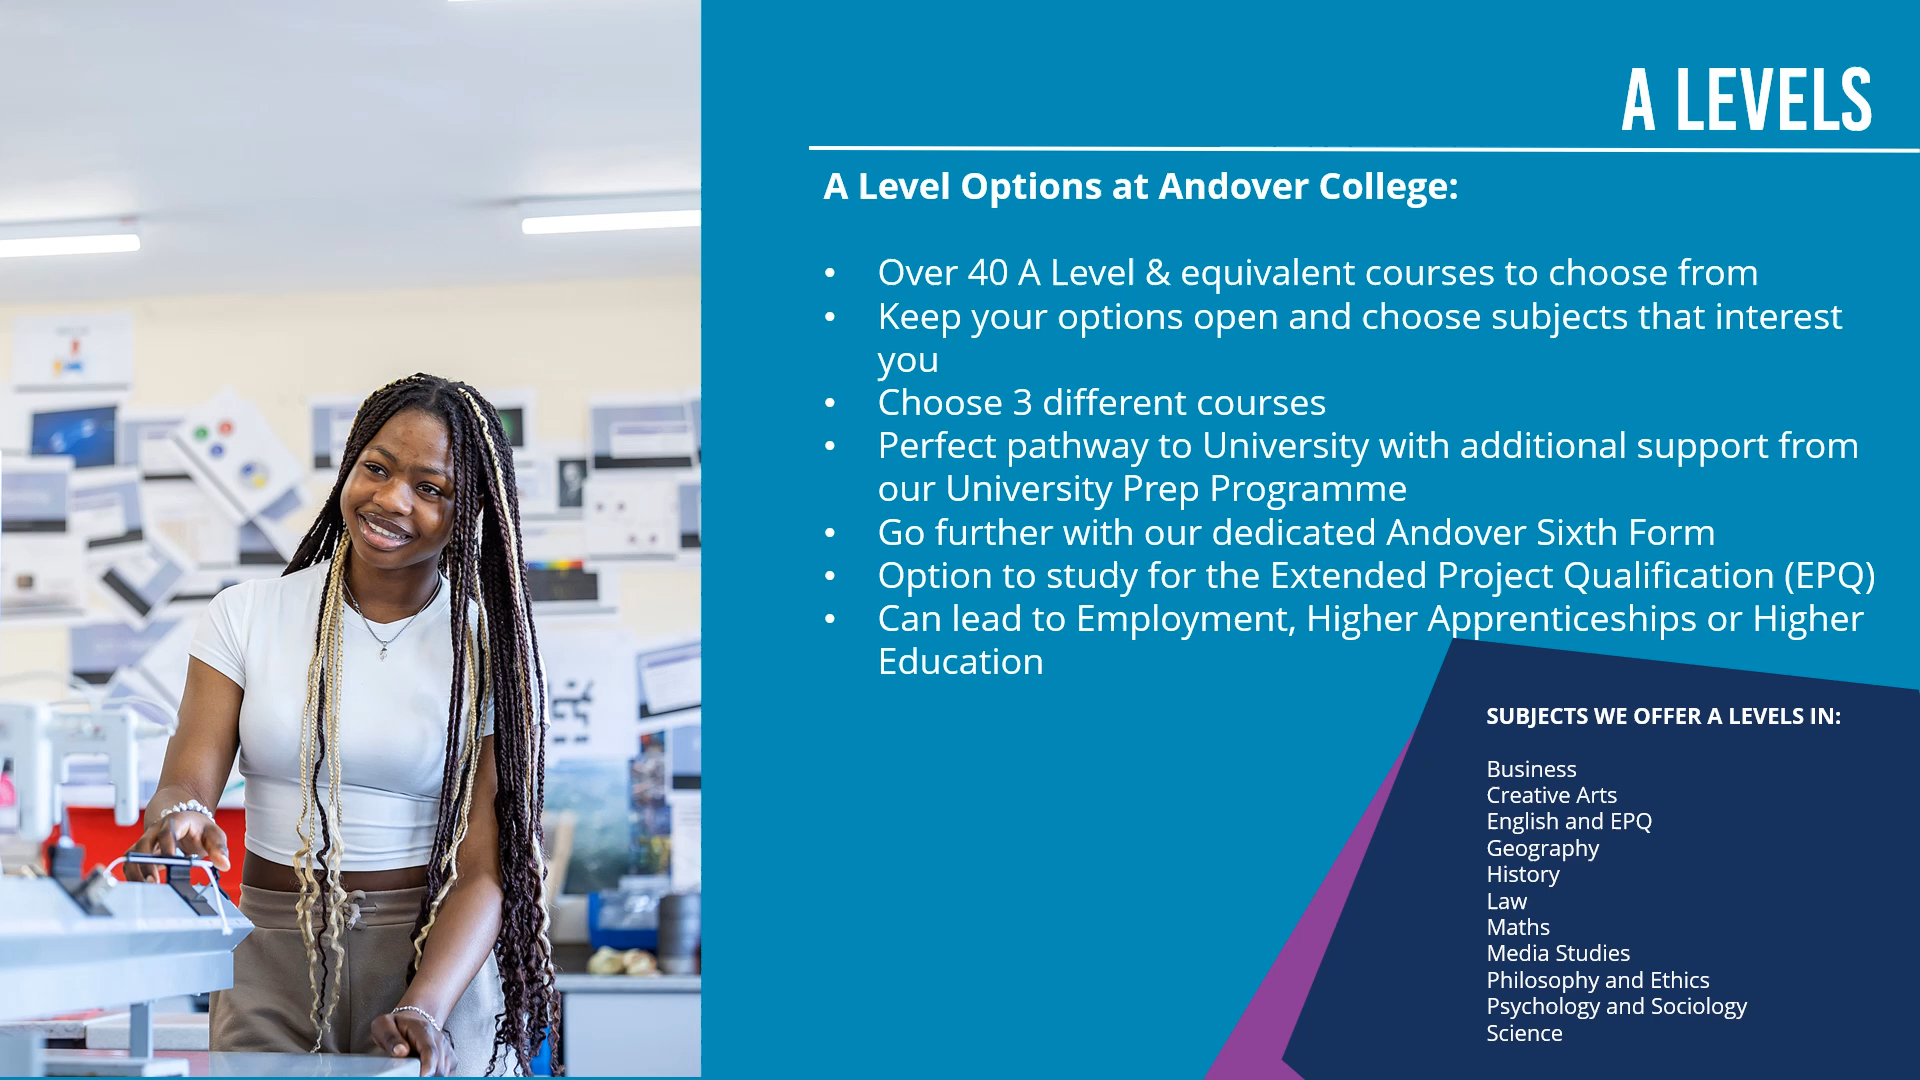 A LEVELS
A Level Options at Andover College:
• Over 40 A Level & equivalent courses to choose from
• Keep your options open and choose subjects that interest
you
• Choose 3 different courses
• Perfect pathway to University with additional support from
our University Prep Programme
• Go further with our dedicated Andover Sixth Form
• Option to study for the Extended Project Qualification (EPQ)
• Can lead to Employment, Higher Apprenticeships or Higher
Education
SUBJECTS WE OFFER A LEVELS IN:
Business
Creative Arts
English and EPQ
Geography
History
Law
Maths
Media Studies
Philosophy and Ethics
Psychology and Sociology
Science